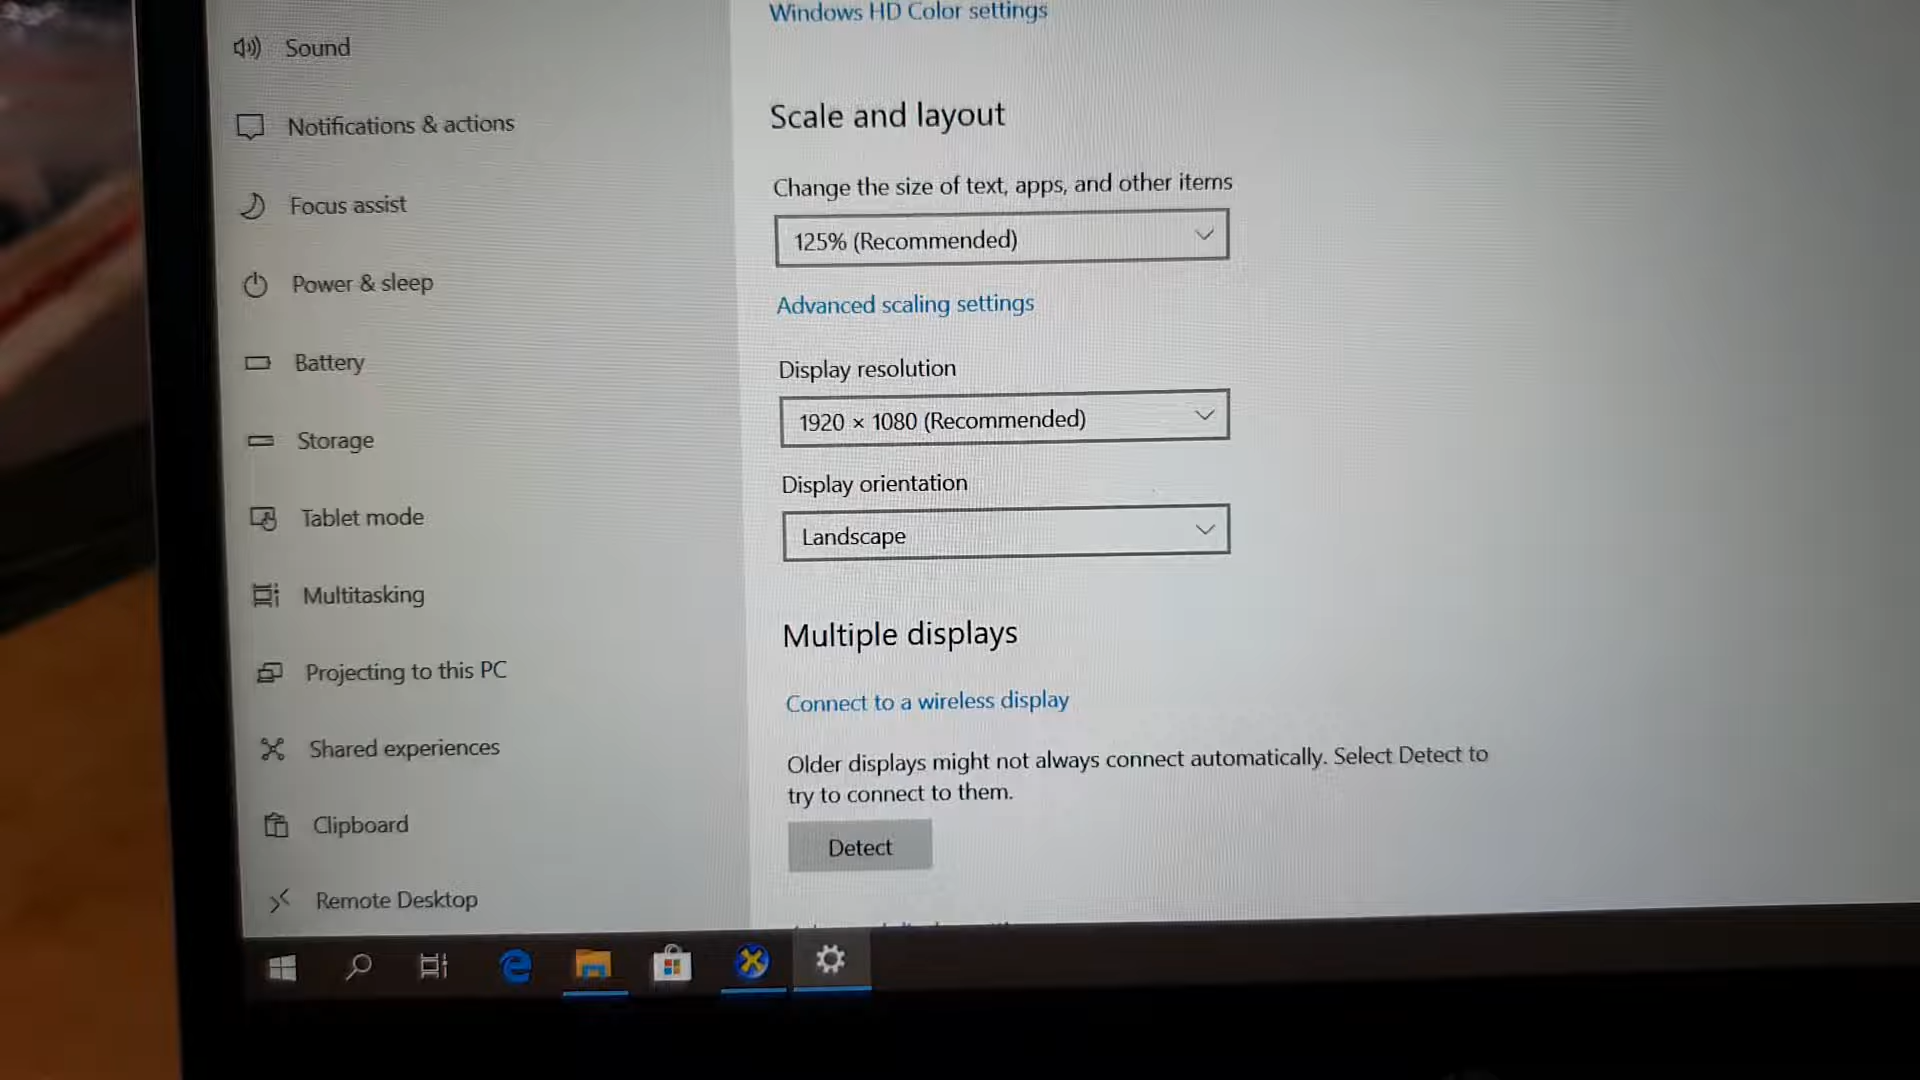 Sound
Notifications & actions
Focus assist
Power & sleep
Battery
Storage
Tablet mode
Multitasking
Projecting to this PC
Shared experiences
Clipboard
Remote Desktop
Windows HD Color settings
Scale and layout
Change the size of text, apps, and other items
125% (Recommended)
Advanced scaling settings
Display resolution
1920 × 1080 (Recommended)
Display orientation
Landscape
Multiple displays
Connect to a wireless display
Older displays might not always connect automatically. Select Detect to
try to connect to them.
Detect